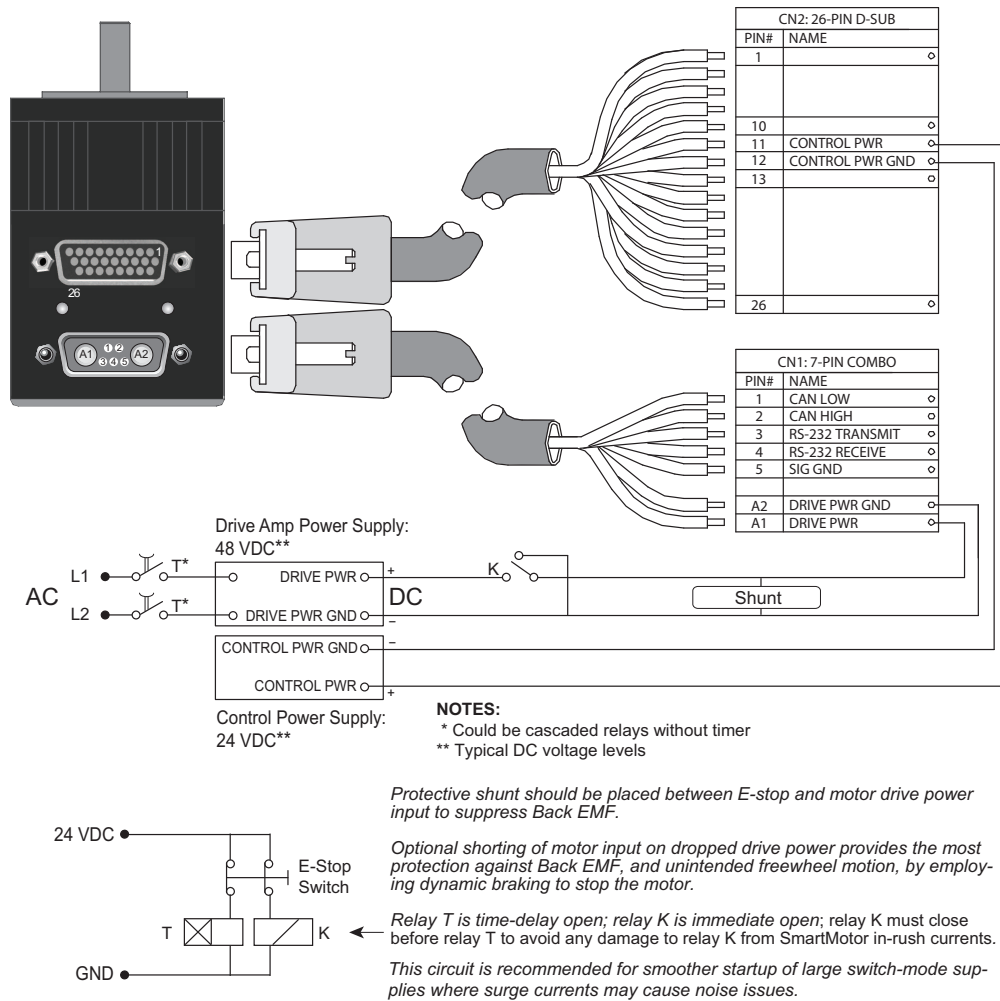 CN2: 26-PIN D-SUB
PIN# NAME
1
10
11 CONTROL PWR
12 CONTROL PWR GND
13
26
1
26
A1 1 2 A2
3 4 5
CN1: 7-PIN COMBO
PIN# NAME
1 CAN LOW
2 CAN HIGH
3 RS-232 TRANSMIT
4 RS-232 RECEIVE
5 SIG GND
A2 DRIVE PWR GND
A1 DRIVE PWR
Drive Amp Power Supply:
48 VDC**
AC
L1 T*
L2 T*
DRIVE PWR +
DRIVE PWR GND –
DC
K
Shunt
CONTROL PWR GND –
CONTROL PWR +
Control Power Supply:
24 VDC**
NOTES:
* Could be cascaded relays without timer
** Typical DC voltage levels
Protective shunt should be placed between E-stop and motor drive power
input to suppress Back EMF.
Optional shorting of motor input on dropped drive power provides the most
protection against Back EMF, and unintended freewheel motion, by employ-
ing dynamic braking to stop the motor.
Relay T is time-delay open; relay K is immediate open; relay K must close
before relay T to avoid any damage to relay K from SmartMotor in-rush currents.
This circuit is recommended for smoother startup of large switch-mode sup-
plies where surge currents may cause noise issues.
24 VDC
E-Stop
Switch
T K
GND